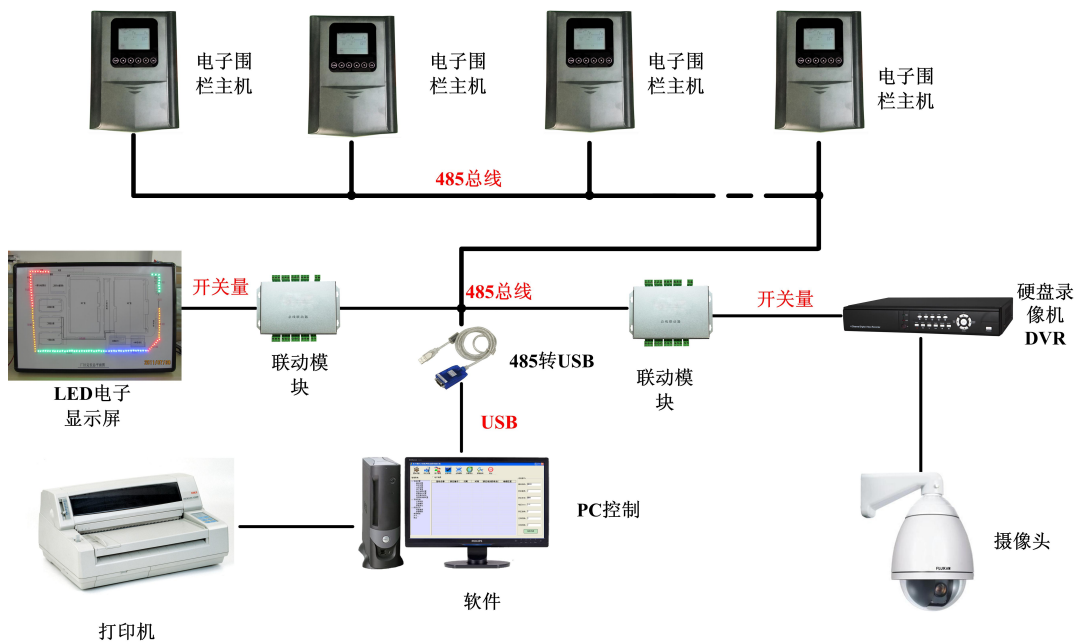 电子围
栏主机
电子围
栏主机
电子围
栏主机
电子围
栏主机
485总线
开关量
485总线
开关量
硬盘录
像机
DVR
联动模
块
485转USB
联动模
块
LED电子
显示屏
USB
PC控制
摄像头
软件
打印机